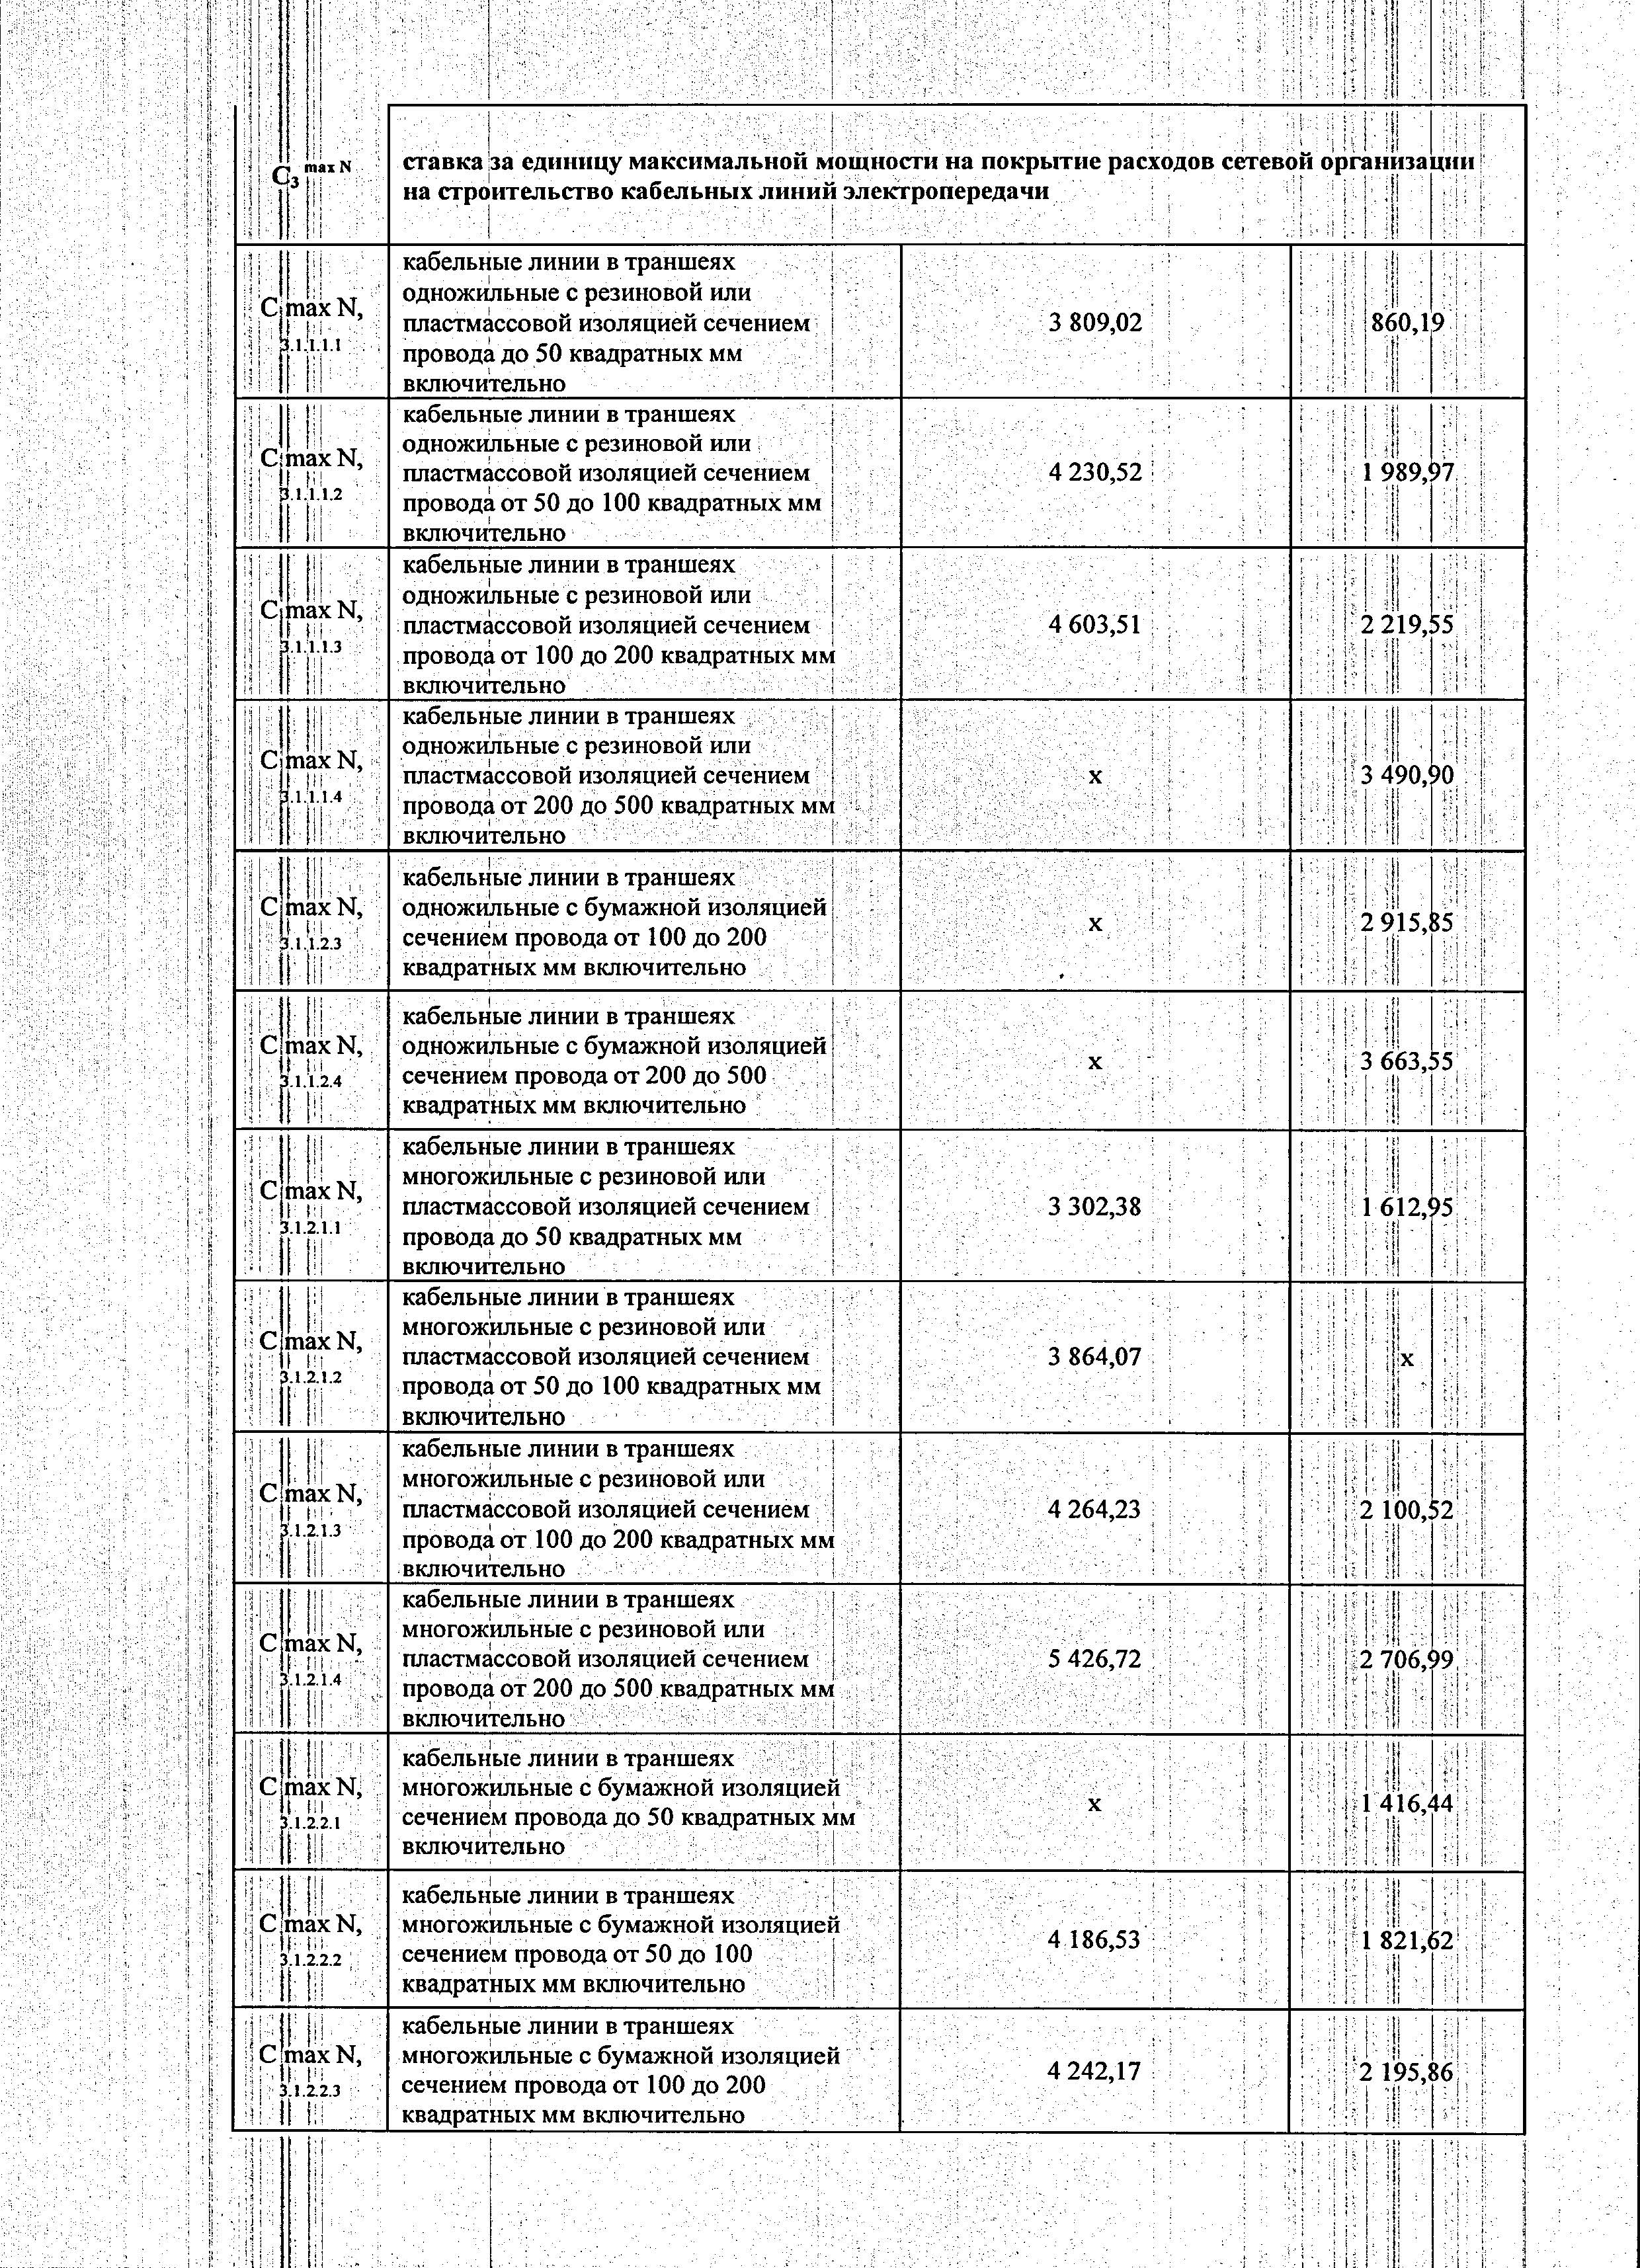 С₃ max N
ставка за единицу максимальной мощности на покрытие расходов сетевой организации
на строительство кабельных линий электропередачи
C max N,
3.1.1.1.1
кабельные линии в траншеях
одножильные с резиновой или
пластмассовой изоляцией сечением
провода до 50 квадратных мм
включительно
3 809,02
860,19
C max N,
3.1.1.1.2
кабельные линии в траншеях
одножильные с резиновой или
пластмассовой изоляцией сечением
провода от 50 до 100 квадратных мм
включительно
4 230,52
1 989,97
C max N,
3.1.1.1.3
кабельные линии в траншеях
одножильные с резиновой или
пластмассовой изоляцией сечением
провода от 100 до 200 квадратных мм
включительно
4 603,51
2 219,55
C max N,
3.1.1.1.4
кабельные линии в траншеях
одножильные с резиновой или
пластмассовой изоляцией сечением
провода от 200 до 500 квадратных мм
включительно
х
3 490,90
C max N,
3.1.1.2.3
кабельные линии в траншеях
одножильные с бумажной изоляцией
сечением провода от 100 до 200
квадратных мм включительно
х
2 915,85
C max N,
3.1.1.2.4
кабельные линии в траншеях
одножильные с бумажной изоляцией
сечением провода от 200 до 500
квадратных мм включительно
х
3 663,55
C max N,
3.1.2.1.1
кабельные линии в траншеях
многожильные с резиновой или
пластмассовой изоляцией сечением
провода до 50 квадратных мм
включительно
3 302,38
1 612,95
C max N,
3.1.2.1.2
кабельные линии в траншеях
многожильные с резиновой или
пластмассовой изоляцией сечением
провода от 50 до 100 квадратных мм
включительно
3 864,07
х
C max N,
3.1.2.1.3
кабельные линии в траншеях
многожильные с резиновой или
пластмассовой изоляцией сечением
провода от 100 до 200 квадратных мм
включительно
4 264,23
2 100,52
C max N,
3.1.2.1.4
кабельные линии в траншеях
многожильные с резиновой или
пластмассовой изоляцией сечением
провода от 200 до 500 квадратных мм
включительно
5 426,72
2 706,99
C max N,
3.1.2.2.1
кабельные линии в траншеях
многожильные с бумажной изоляцией
сечением провода до 50 квадратных мм
включительно
х
1 416,44
C max N,
3.1.2.2.2
кабельные линии в траншеях
многожильные с бумажной изоляцией
сечением провода от 50 до 100
квадратных мм включительно
4 186,53
1 821,62
C max N,
3.1.2.2.3
кабельные линии в траншеях
многожильные с бумажной изоляцией
сечением провода от 100 до 200
квадратных мм включительно
4 242,17
2 195,86